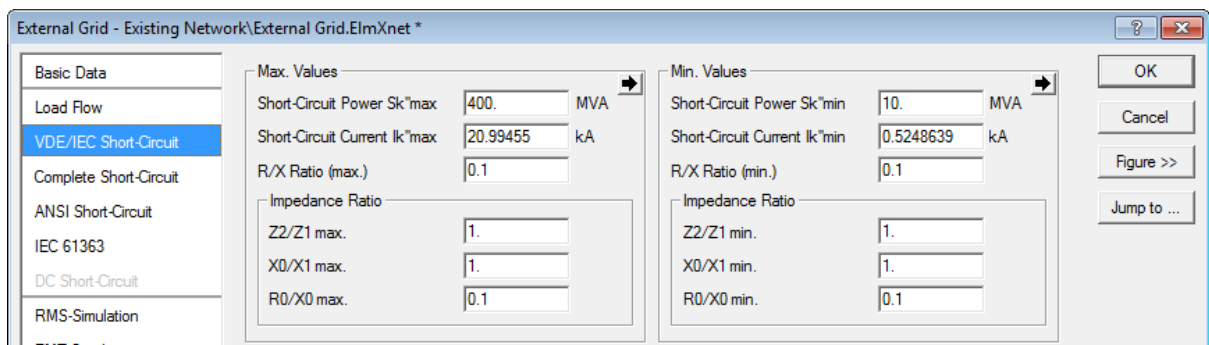 External Grid - Existing Network\External Grid.ElmXnet *
?
Basic Data
Load Flow
VDE/IEC Short-Circuit
Complete Short-Circuit
ANSI Short-Circuit
IEC 61363
DC Short-Circuit
RMS-Simulation
Max. Values
Short-Circuit Power Sk"max 400. MVA
Short-Circuit Current Ik"max 20.99455 kA
R/X Ratio (max.) 0.1
Impedance Ratio
Z2/Z1 max. 1.
X0/X1 max. 1.
R0/X0 max. 0.1
Min. Values
Short-Circuit Power Sk"min 10. MVA
Short-Circuit Current Ik"min 0.5248639 kA
R/X Ratio (min.) 0.1
Impedance Ratio
Z2/Z1 min. 1.
X0/X1 min. 1.
R0/X0 min. 0.1
OK
Cancel
Figure >>
Jump to ...